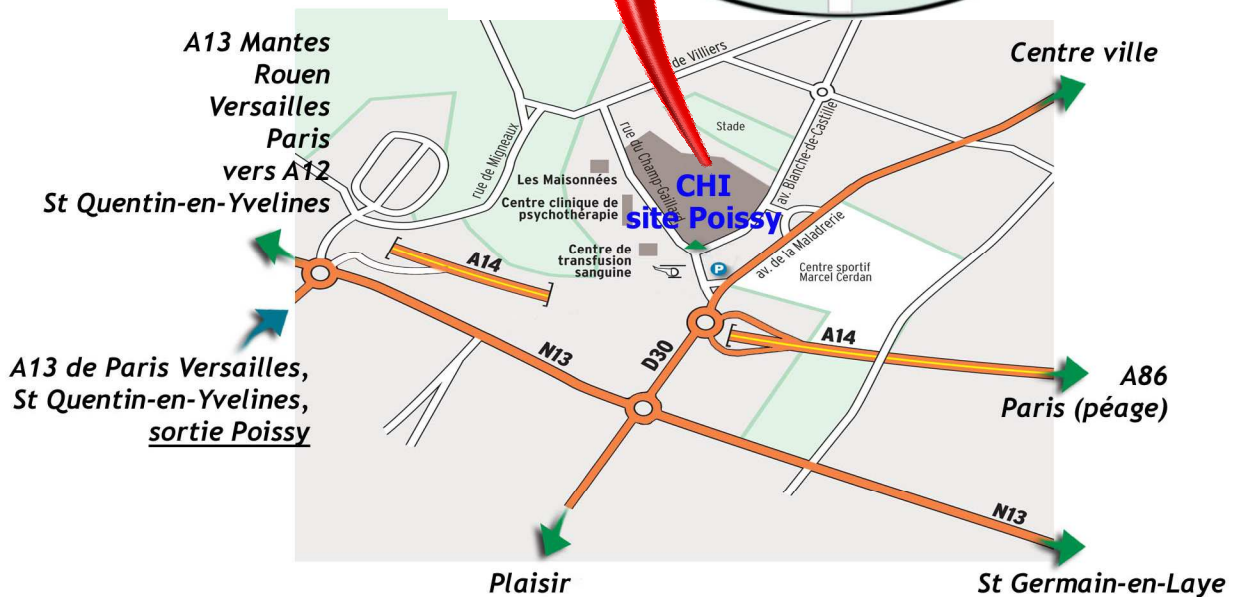 A13 Mantes
Rouen
Versailles
Paris
vers A12
St Quentin-en-Yvelines
de Villiers
Centre ville
Stade
rue de Migneaux
rue du Champ-Gaillard
av. Blanche-de-Castille
Les Maisonnées
Centre clinique de
psychothérapie
CHI
site Poissy
Centre de
transfusion
sanguine
P
av. de la Maladrerie
Centre sportif
Marcel Cerdan
A14
A14
N13
D30
A13 de Paris Versailles,
St Quentin-en-Yvelines,
sortie Poissy
A86
Paris (péage)
N13
Plaisir
St Germain-en-Laye